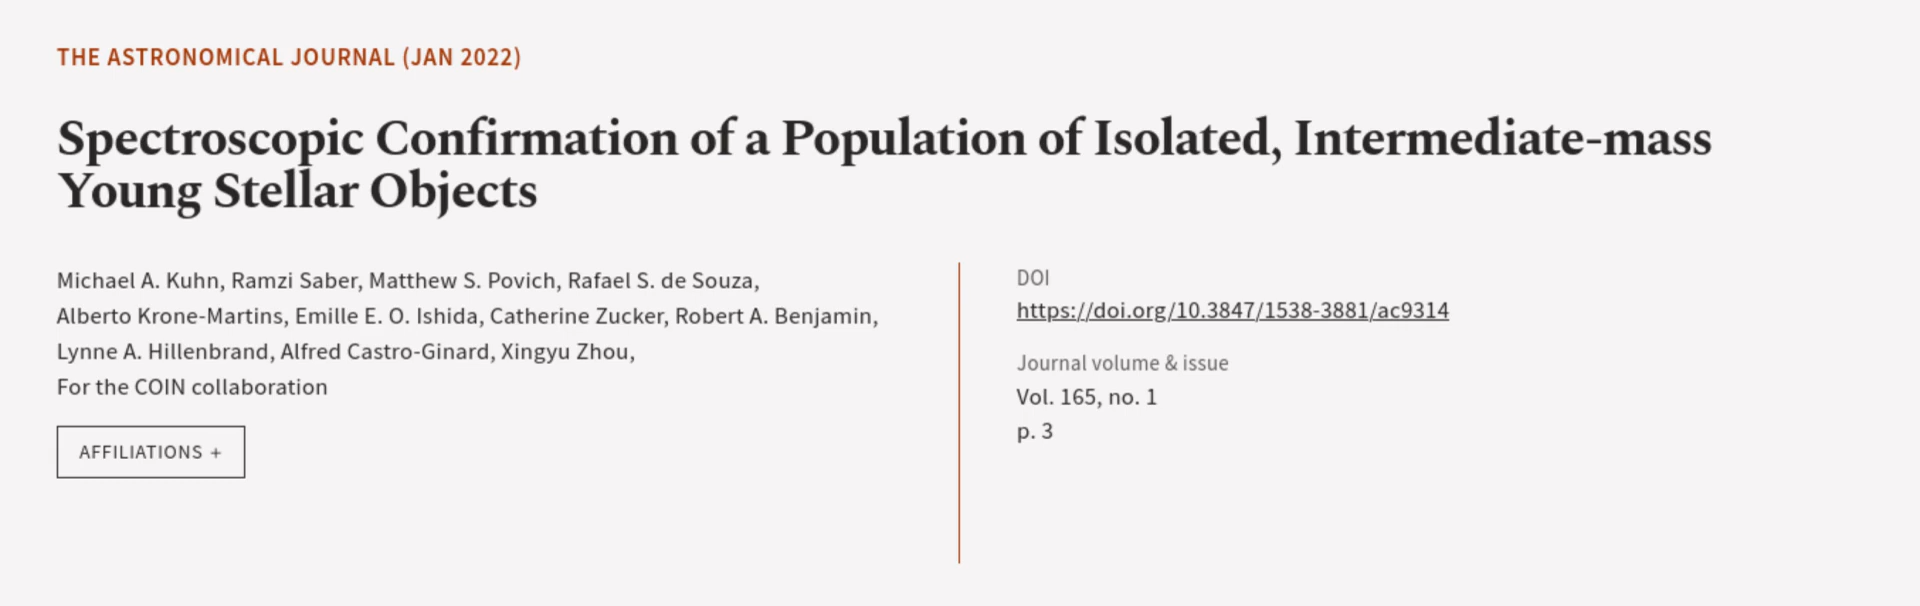 THE ASTRONOMICAL JOURNAL (JAN 2022)
Spectroscopic Confirmation of a Population of Isolated, Intermediate-mass
Young Stellar Objects
Michael A. Kuhn, Ramzi Saber, Matthew S. Povich, Rafael S. de Souza,
Alberto Krone-Martins, Emille E. O. Ishida, Catherine Zucker, Robert A. Benjamin,
Lynne A. Hillenbrand, Alfred Castro-Ginard, Xingyu Zhou,
For the COIN collaboration
AFFILIATIONS +
DOI
https://doi.org/10.3847/1538-3881/ac9314
Journal volume & issue
Vol. 165, no. 1
p. 3